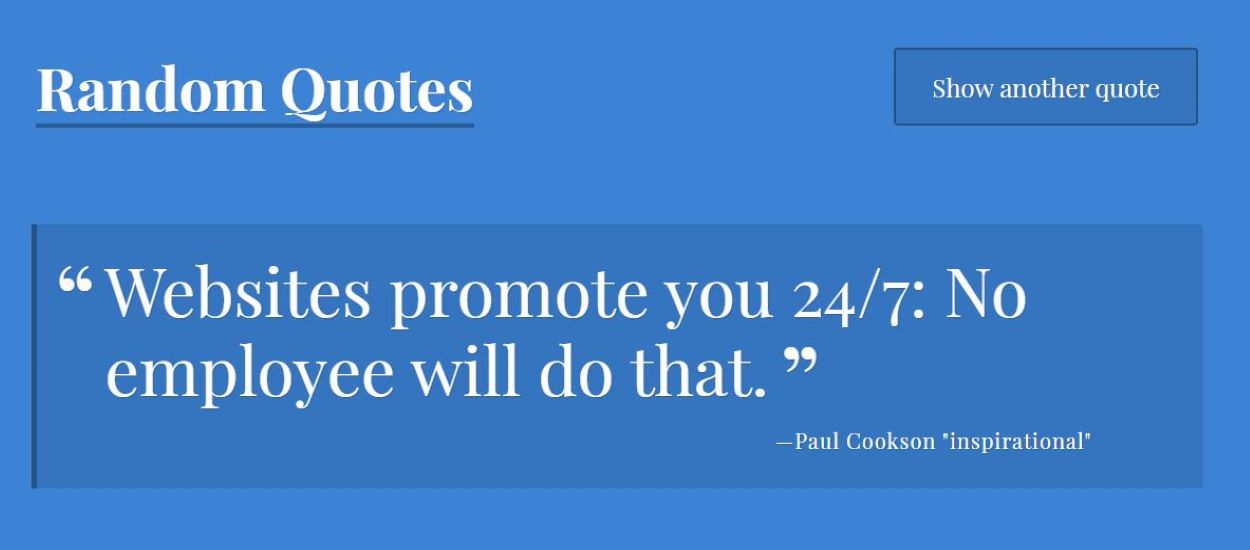 Random Quotes
Show another quote
“ Websites promote you 24/7: No
employee will do that. ”
—Paul Cookson "inspirational"